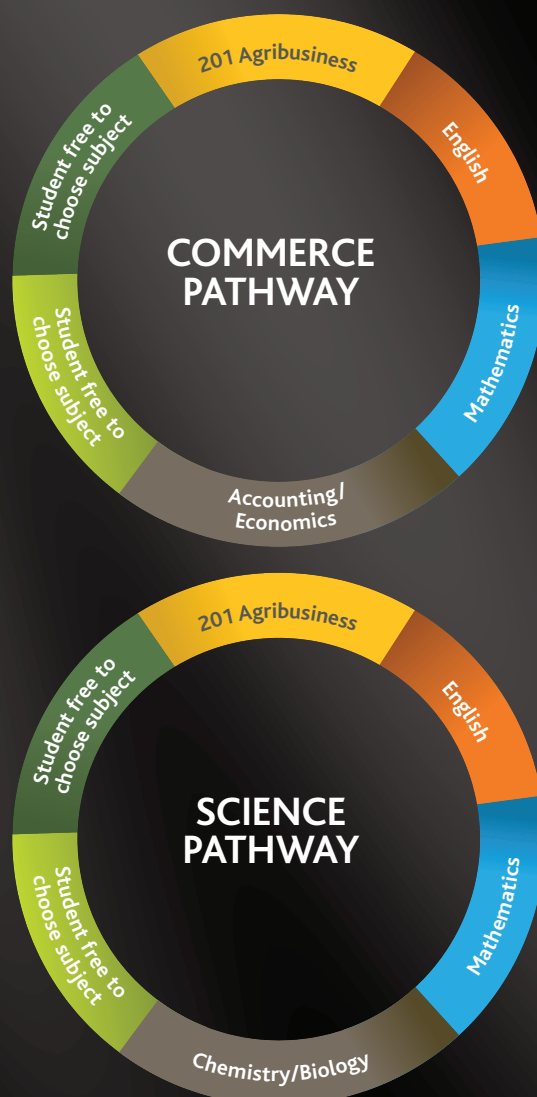 201 Agribusiness
English
Mathematics
Accounting/
Economics
Student free to
choose subject
Student free to
choose subject
COMMERCE
PATHWAY
201 Agribusiness
English
Mathematics
Chemistry/Biology
Student free to
choose subject
Student free to
choose subject
SCIENCE
PATHWAY